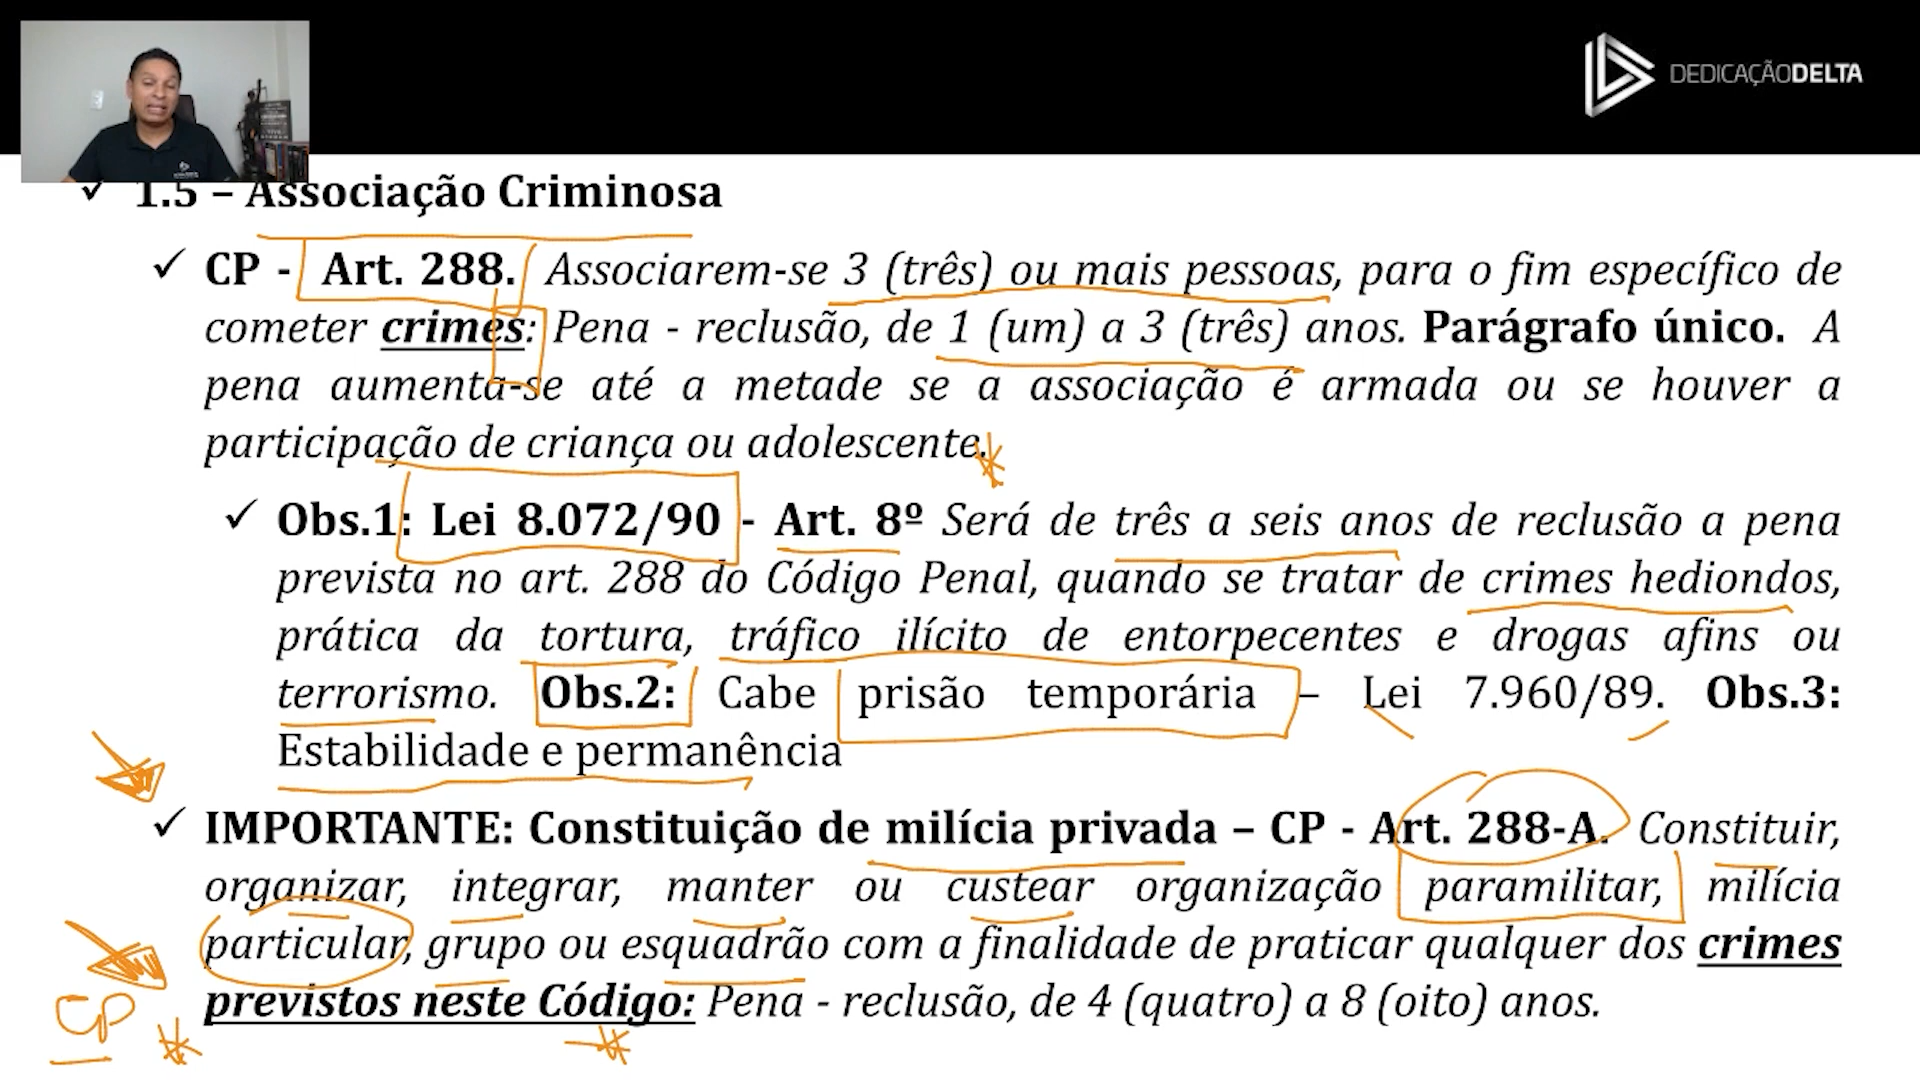 DEDICAÇÃODELTA
✓ 1.5 – Associação Criminosa
✓ CP - Art. 288. Associarem-se 3 (três) ou mais pessoas, para o fim específico de
cometer crimes: Pena - reclusão, de 1 (um) a 3 (três) anos. Parágrafo único. A
pena aumenta-se até a metade se a associação é armada ou se houver a
participação de criança ou adolescente.
✓ Obs.1: Lei 8.072/90 - Art. 8º Será de três a seis anos de reclusão a pena
prevista no art. 288 do Código Penal, quando se tratar de crimes hediondos,
prática da tortura, tráfico ilícito de entorpecentes e drogas afins ou
terrorismo. Obs.2: Cabe prisão temporária – Lei 7.960/89. Obs.3:
Estabilidade e permanência
✓ IMPORTANTE: Constituição de milícia privada – CP - Art. 288-A. Constituir,
organizar, integrar, manter ou custear organização paramilitar, milícia
particular, grupo ou esquadrão com a finalidade de praticar qualquer dos crimes
previstos neste Código: Pena - reclusão, de 4 (quatro) a 8 (oito) anos.
CP